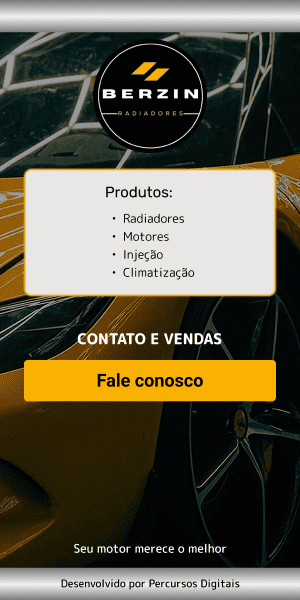 BERZIN
RADIADORES
Produtos:
• Radiadores
• Motores
• Injeção
• Climatização
CONTATO E VENDAS
Fale conosco
Seu motor merece o melhor
Desenvolvido por Percursos Digitais